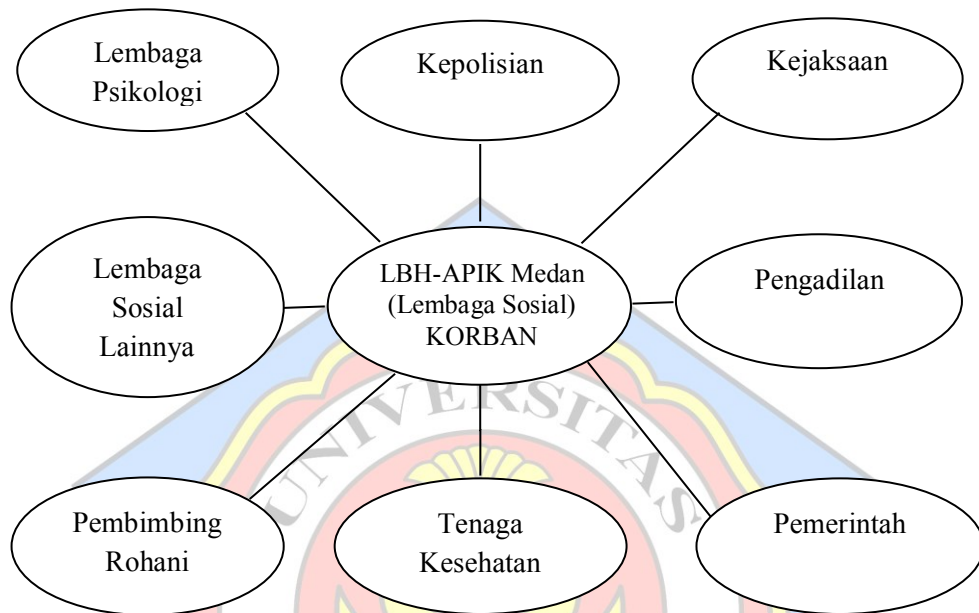 Lembaga
Psikologi
Kepolisian
Kejaksaan
Lembaga
Sosial
Lainnya
LBH-APIK Medan
(Lembaga Sosial)
KORBAN
Pengadilan
UNIVERSITAS
Pembimbing
Rohani
Tenaga
Kesehatan
Pemerintah